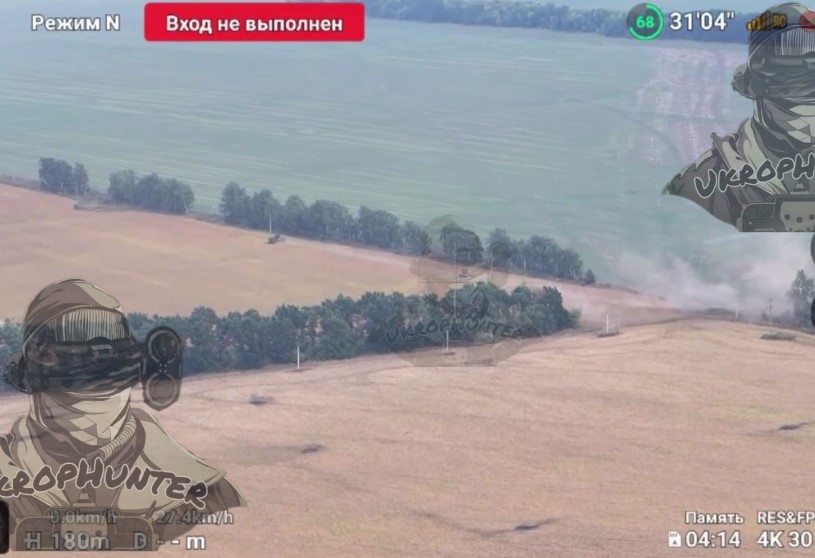 Режим N
Вход не выполнен
68
31'04"
UKROPH
UKROPHUNTER
KROPHUNTER
0.0km/h
27.4km/h
H 180m
D - - m
Память
RES&FP
04:14
4K 30